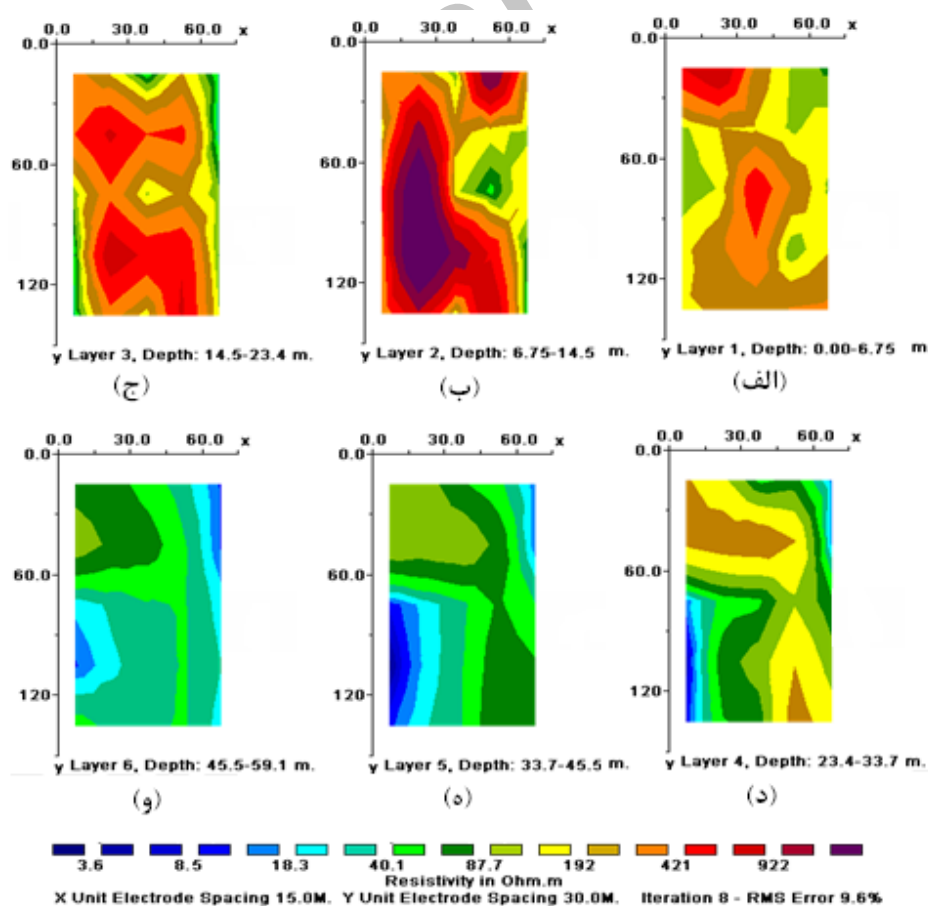 0.0 30.0 60.0 x
0.0
60.0
120
y Layer 3, Depth: 14.5-23.4 m.
(ج)
0.0 30.0 60.0 x
0.0
60.0
120
y Layer 2, Depth: 6.75-14.5 m.
(ب)
0.0 30.0 60.0 x
0.0
60.0
120
y Layer 1, Depth: 0.00-6.75 m
(الف)
0.0 30.0 60.0 x
0.0
60.0
120
y Layer 6, Depth: 45.5-59.1 m.
(و)
0.0 30.0 60.0 x
0.0
60.0
120
y Layer 5, Depth: 33.7-45.5 m.
(ه)
0.0 30.0 60.0 x
0.0
60.0
120
y Layer 4, Depth: 23.4-33.7 m.
(د)
3.6 8.5 18.3 40.1 87.7 192 421 922
Resistivity in Ohm.m
X Unit Electrode Spacing 15.0M. Y Unit Electrode Spacing 30.0M. Iteration 8 - RMS Error 9.6%